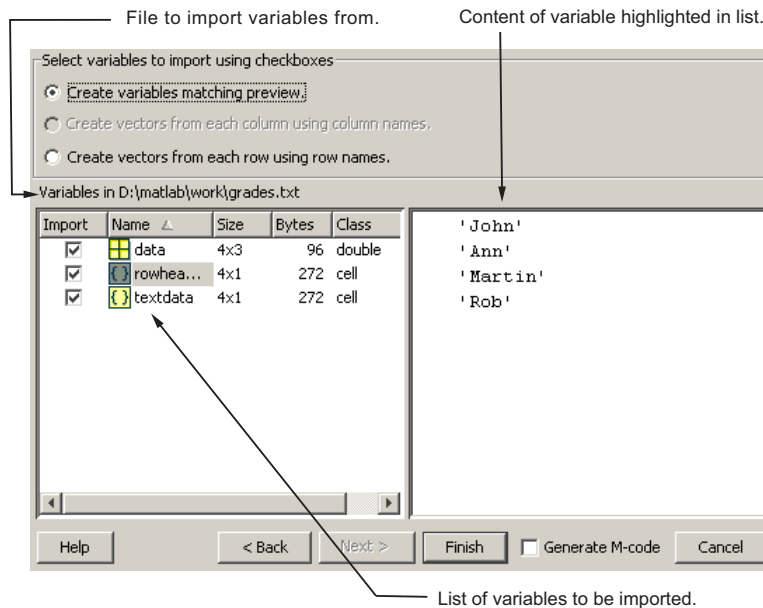 File to import variables from.
Content of variable highlighted in list.
Select variables to import using checkboxes
Create variables matching preview.
Create vectors from each column using column names.
Create vectors from each row using row names.
Variables in D:\matlab\work\grades.txt
Import Name Size Bytes Class
data 4x3 96 double
rowhea... 4x1 272 cell
textdata 4x1 272 cell
'John'
'Ann'
'Martin'
'Rob'
Help < Back Next > Finish Generate M-code Cancel
List of variables to be imported.